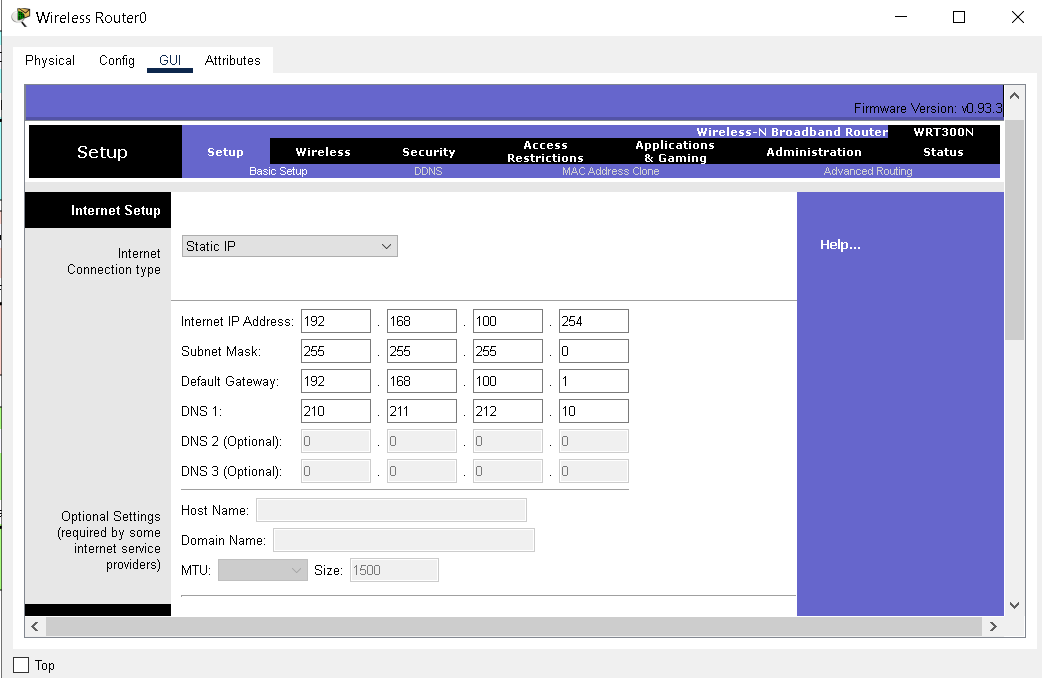 Wireless Router0
Physical Config GUI Attributes
Firmware Version: v0.93.3
Wireless-N Broadband Router WRT300N
Setup
Setup Wireless Security Access Restrictions Applications & Gaming Administration Status
Basic Setup DDNS MAC Address Clone Advanced Routing
Internet Setup
Help...
Internet
Connection type
Static IP
Internet IP Address: 192 . 168 . 100 . 254
Subnet Mask: 255 . 255 . 255 . 0
Default Gateway: 192 . 168 . 100 . 1
DNS 1: 210 . 211 . 212 . 10
DNS 2 (Optional): 0 . 0 . 0 . 0
DNS 3 (Optional): 0 . 0 . 0 . 0
Optional Settings
(required by some
internet service
providers)
Host Name:
Domain Name:
MTU: Size: 1500
Top